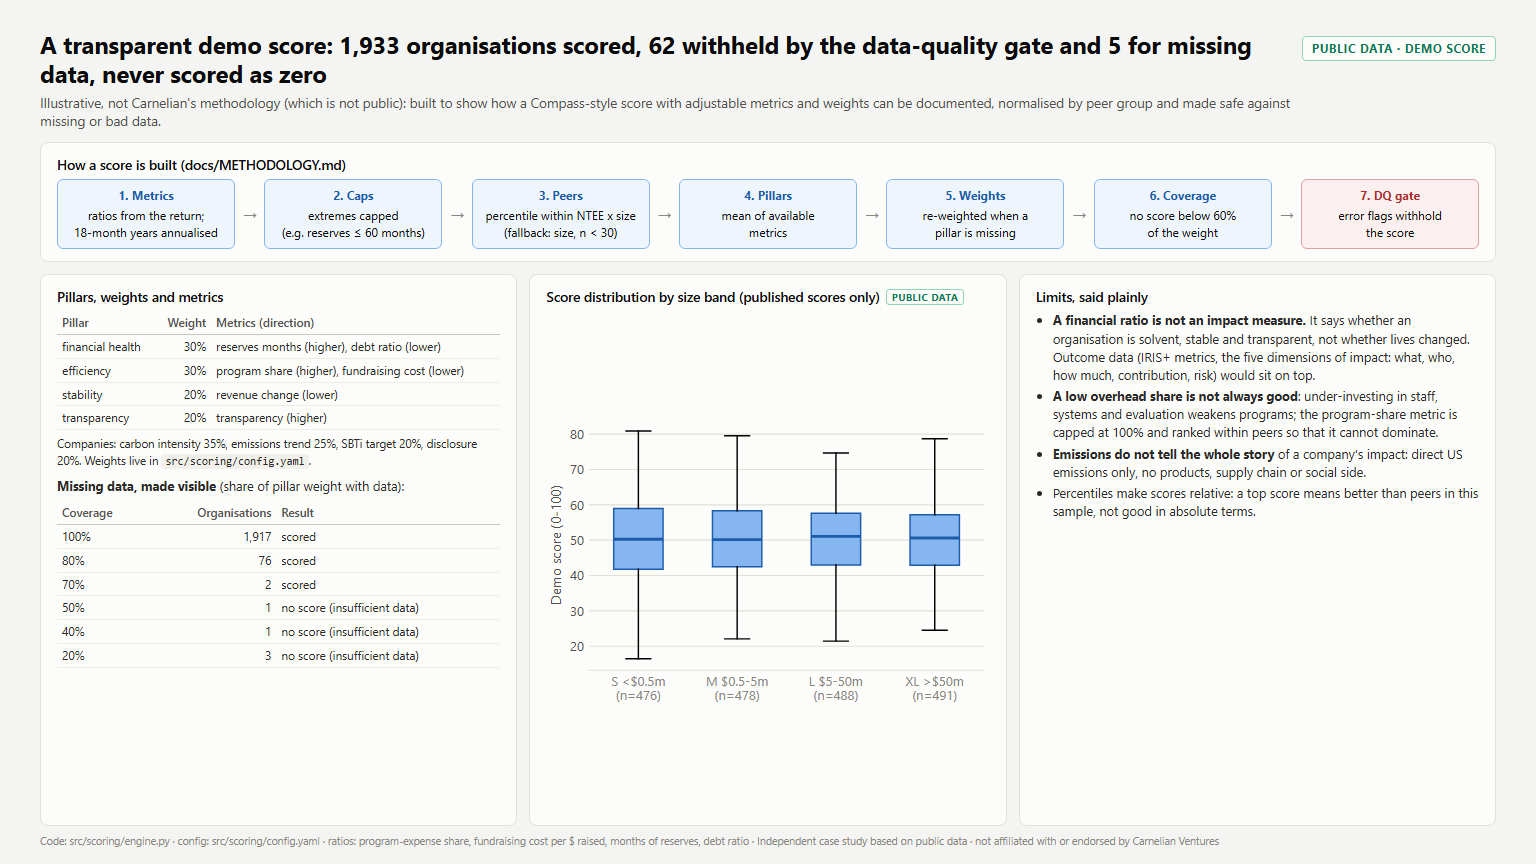 A transparent demo score: 1,933 organisations scored, 62 withheld by the data-quality gate and 5 for missing
data, never scored as zero
PUBLIC DATA · DEMO SCORE
Illustrative, not Carnelian's methodology (which is not public): built to show how a Compass-style score with adjustable metrics and weights can be documented, normalised by peer group and made safe against
missing or bad data.
How a score is built (docs/METHODOLOGY.md)
1. Metrics
ratios from the return;
18-month years annualised
→
2. Caps
extremes capped
(e.g. reserves ≤ 60 months)
→
3. Peers
percentile within NTEE x size
(fallback: size, n < 30)
→
4. Pillars
mean of available
metrics
→
5. Weights
re-weighted when a
pillar is missing
→
6. Coverage
no score below 60%
of the weight
→
7. DQ gate
error flags withhold
the score
Pillars, weights and metrics
Pillar Weight Metrics (direction)
financial health 30% reserves months (higher), debt ratio (lower)
efficiency 30% program share (higher), fundraising cost (lower)
stability 20% revenue change (lower)
transparency 20% transparency (higher)
Companies: carbon intensity 35%, emissions trend 25%, SBTi target 20%, disclosure
20%. Weights live in src/scoring/config.yaml.
Missing data, made visible (share of pillar weight with data):
Coverage Organisations Result
100% 1,917 scored
80% 76 scored
70% 2 scored
50% 1 no score (insufficient data)
40% 1 no score (insufficient data)
20% 3 no score (insufficient data)
Score distribution by size band (published scores only) PUBLIC DATA
Demo score (0-100)
80
70
60
50
40
30
20
S <$0.5m
(n=476)
M $0.5-5m
(n=478)
L $5-50m
(n=488)
XL >$50m
(n=491)
Limits, said plainly
• A financial ratio is not an impact measure. It says whether an
organisation is solvent, stable and transparent, not whether lives changed.
Outcome data (IRIS+ metrics, the five dimensions of impact: what, who,
how much, contribution, risk) would sit on top.
• A low overhead share is not always good: under-investing in staff,
systems and evaluation weakens programs; the program-share metric is
capped at 100% and ranked within peers so that it cannot dominate.
• Emissions do not tell the whole story of a company's impact: direct US
emissions only, no products, supply chain or social side.
• Percentiles make scores relative: a top score means better than peers in this
sample, not good in absolute terms.
Code: src/scoring/engine.py · config: src/scoring/config.yaml · ratios: program-expense share, fundraising cost per $ raised, months of reserves, debt ratio · Independent case study based on public data · not affiliated with or endorsed by Carnelian Ventures